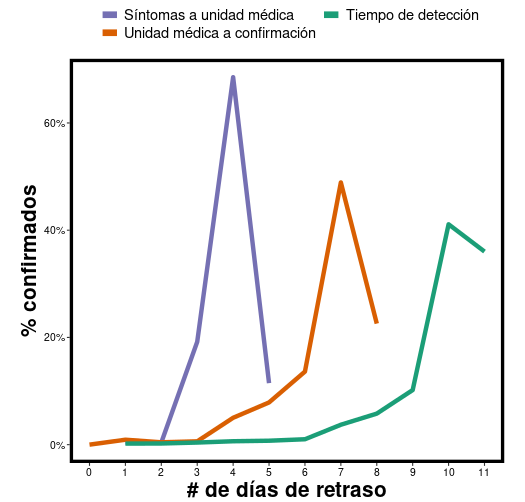 Síntomas a unidad médica
Tiempo de detección
Unidad médica a confirmación
60%
40%
20%
0%
% confirmados
0 1 2 3 4 5 6 7 8 9 10 11
# de días de retraso